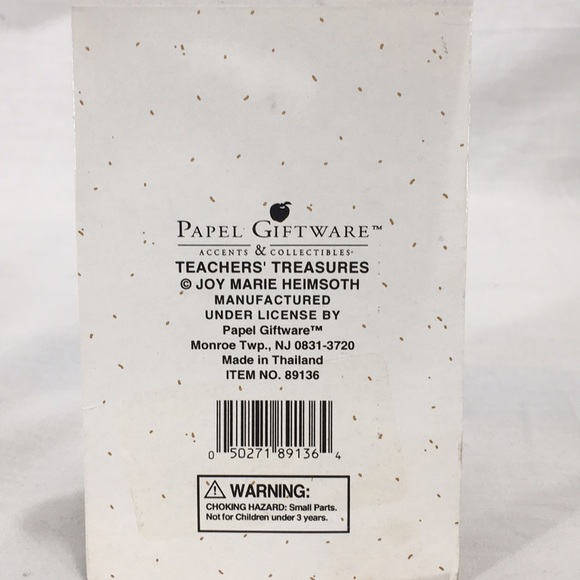 PAPEL GIFTWARE™
ACCENTS & COLLECTIBLES
TEACHERS' TREASURES
© JOY MARIE HEIMSOTH
MANUFACTURED
UNDER LICENSE BY
Papel Giftware™
Monroe Twp., NJ 0831-3720
Made in Thailand
ITEM NO. 89136
0 50271 89136 4
⚠ WARNING:
CHOKING HAZARD: Small Parts.
Not for Children under 3 years.